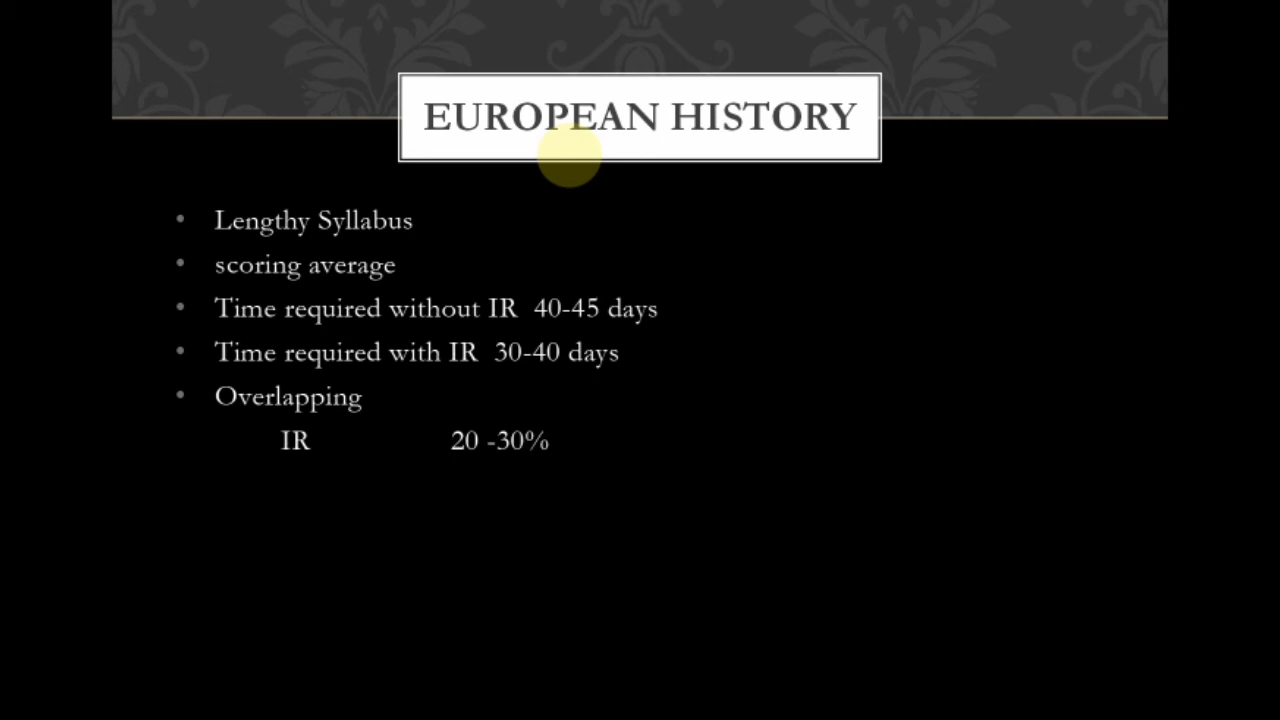 EUROPEAN HISTORY
• Lengthy Syllabus
• scoring average
• Time required without IR 40-45 days
• Time required with IR 30-40 days
• Overlapping
IR 20 -30%